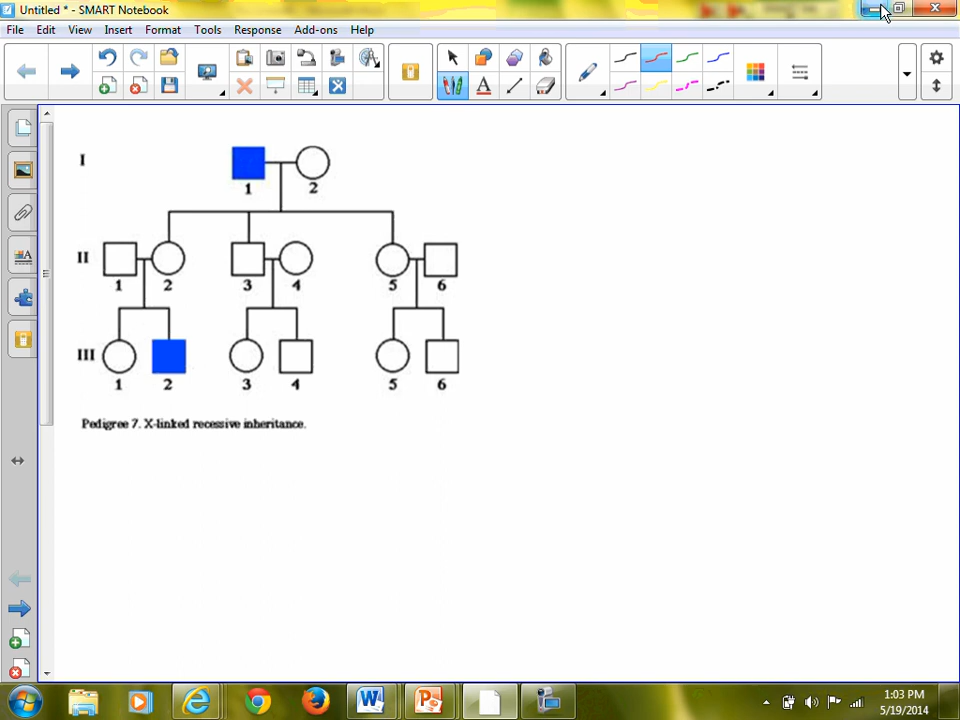 Untitled * - SMART Notebook
File Edit View Insert Format Tools Response Add-ons Help
I
1 2
II
1 2 3 4 5 6
III
1 2 3 4 5 6
Pedigree 7. X-linked recessive inheritance.
1:03 PM
5/19/2014